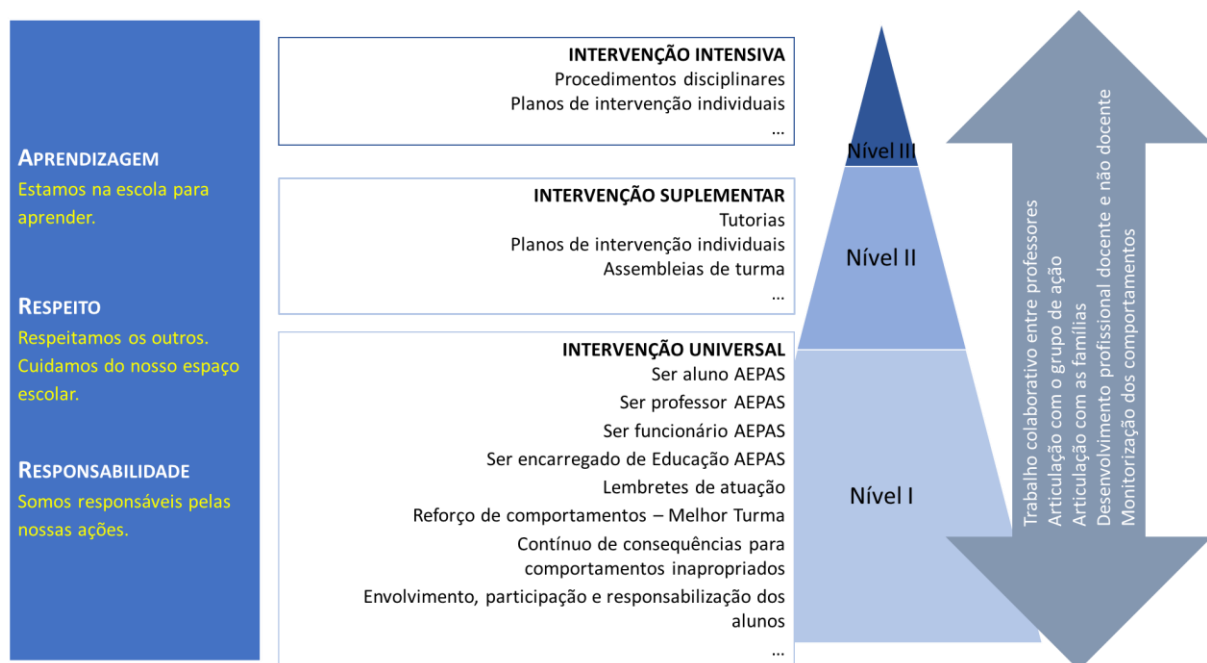 APRENDIZAGEM
Estamos na escola para
aprender.
RESPEITO
Respeitamos os outros.
Cuidamos do nosso espaço
escolar.
RESPONSABILIDADE
Somos responsáveis pelas
nossas ações.
INTERVENÇÃO INTENSIVA
Procedimentos disciplinares
Planos de intervenção individuais
...
INTERVENÇÃO SUPLEMENTAR
Tutorias
Planos de intervenção individuais
Assembleias de turma
...
INTERVENÇÃO UNIVERSAL
Ser aluno AEPAS
Ser professor AEPAS
Ser funcionário AEPAS
Ser encarregado de Educação AEPAS
Lembretes de atuação
Reforço de comportamentos – Melhor Turma
Contínuo de consequências para
comportamentos inapropriados
Envolvimento, participação e responsabilização dos
alunos
...
Nível III
Nível II
Nível I
Trabalho colaborativo entre professores
Articulação com o grupo de ação
Articulação com as famílias
Desenvolvimento profissional docente e não docente
Monitorização dos comportamentos